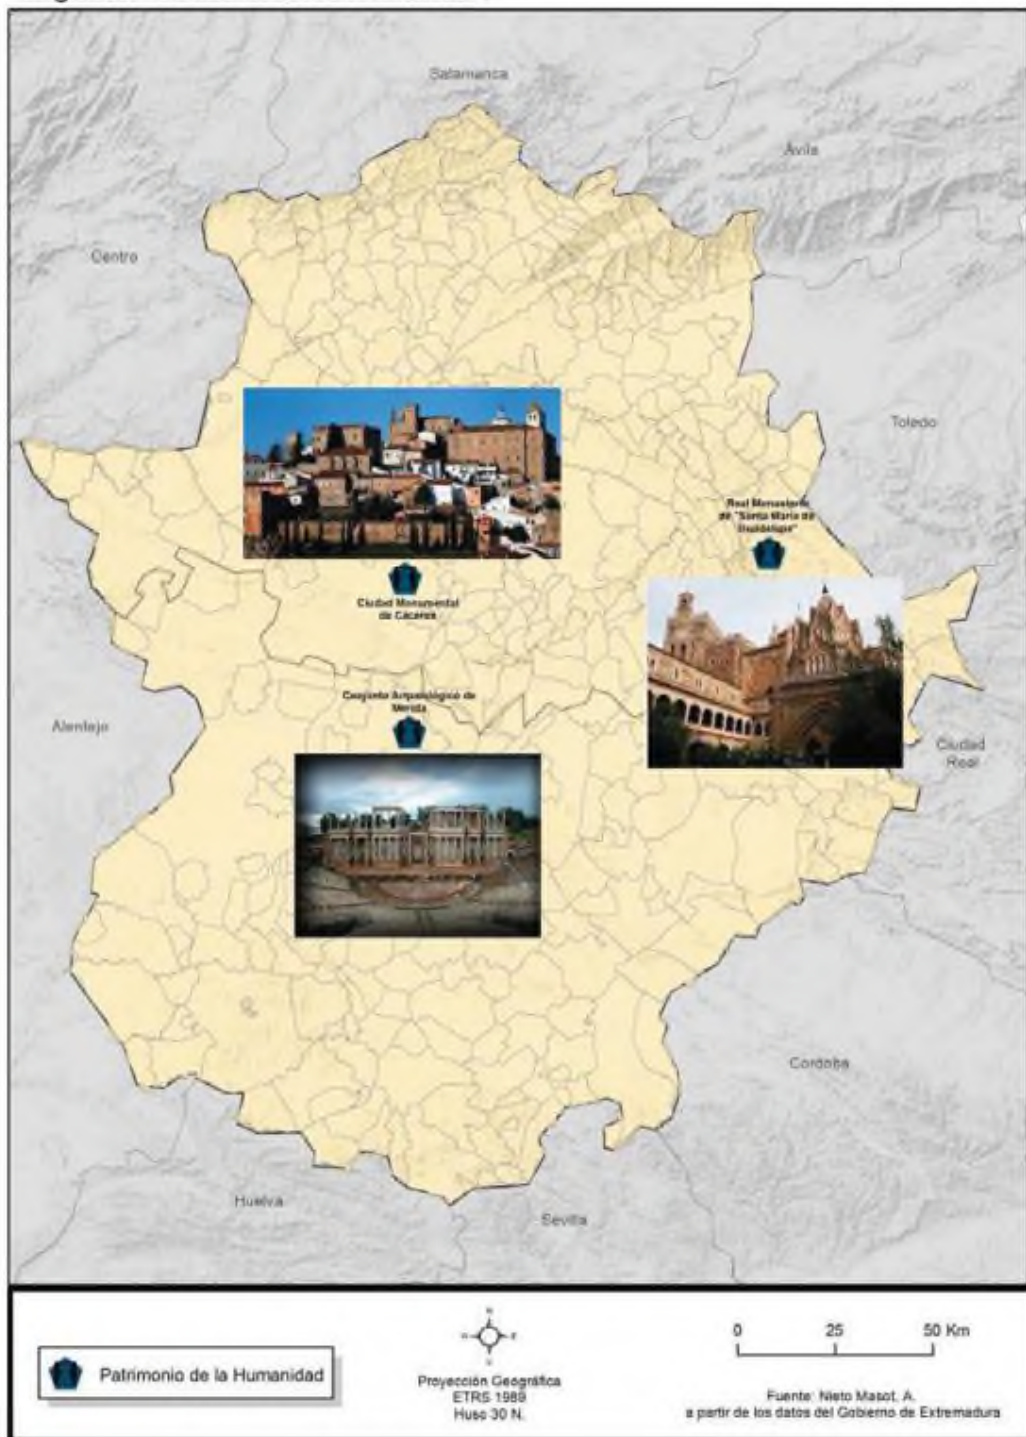 Salamanca
Ávila
Centro
Toledo
Real Monasterio
de "Santa María de
Guadalupe"
Ciudad Monumental
de Cáceres
Conjunto Arqueológico de
Mérida
Alentejo
Ciudad
Real
Cordoba
Huelva
Sevilla
Patrimonio de la Humanidad
Proyección Geográfica
ETRS 1989
Huso 30 N.
0 25 50 Km
Fuente: Nieto Masot, A.
a partir de los datos del Gobierno de Extremadura